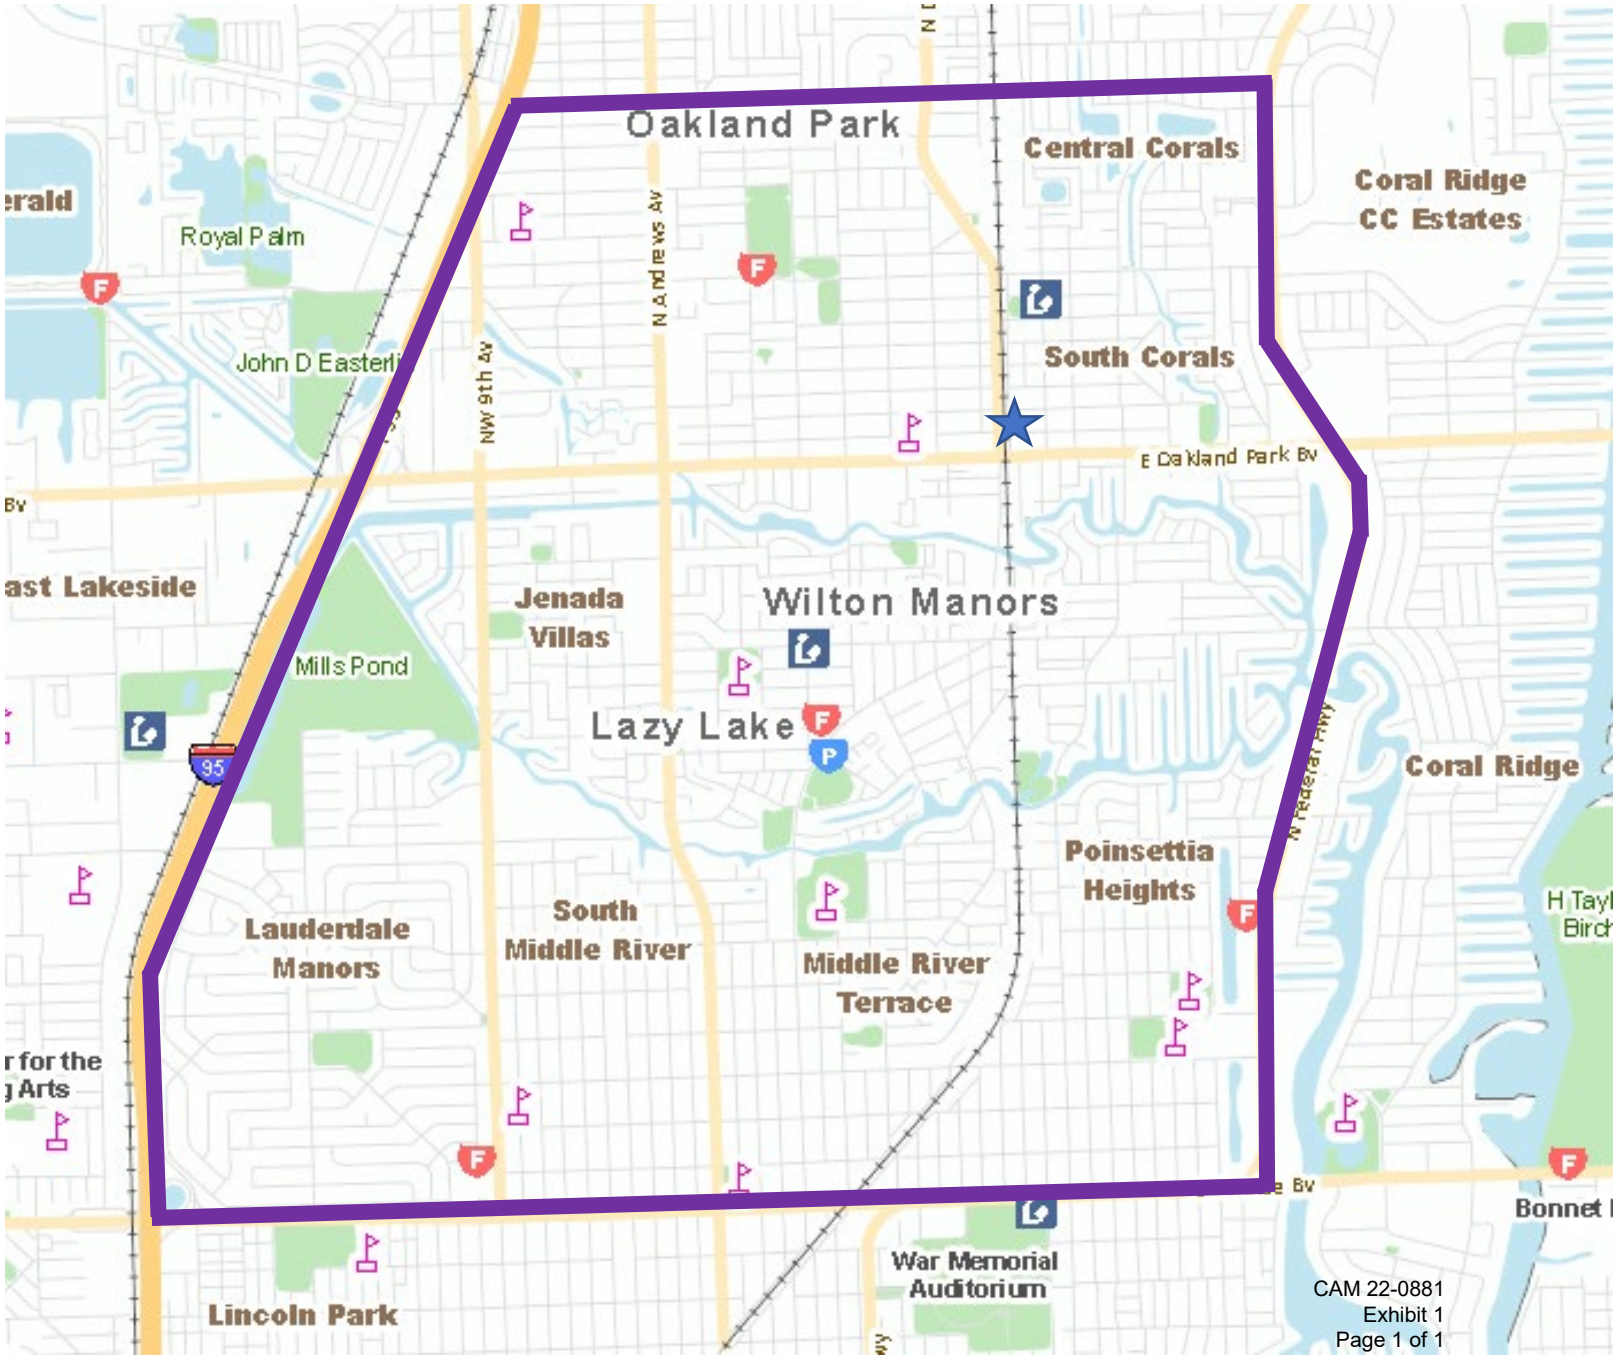 N D
Oakland Park
Central Corals
Coral Ridge
CC Estates
erald
Royal Palm
F
F
N Andrews Av
John D Easterli
NW 9th Av
South Corals
E Oakland Park Bv
Bv
ast Lakeside
Jenada
Villas
Wilton Manors
Mills Pond
Lazy Lake
F
P
95
N Federal Hwy
Coral Ridge
Poinsettia
Heights
F
H Tayl
Birch
Lauderdale
Manors
South
Middle River
Middle River
Terrace
r for the
g Arts
F
F
Bv
Bonnet
War Memorial
Auditorium
Lincoln Park
wy
CAM 22-0881
Exhibit 1
Page 1 of 1